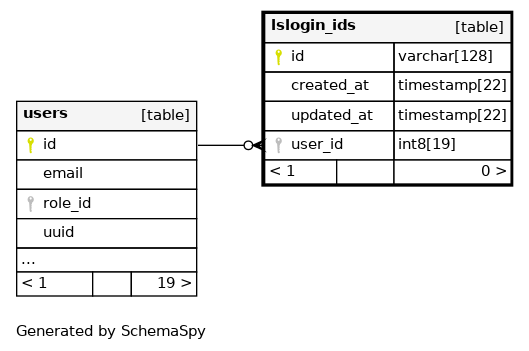 lslogin_ids [table]
id varchar[128]
created_at timestamp[22]
updated_at timestamp[22]
user_id int8[19]
< 1 0 >
users [table]
id
email
role_id
uuid
...
< 1 19 >
Generated by SchemaSpy